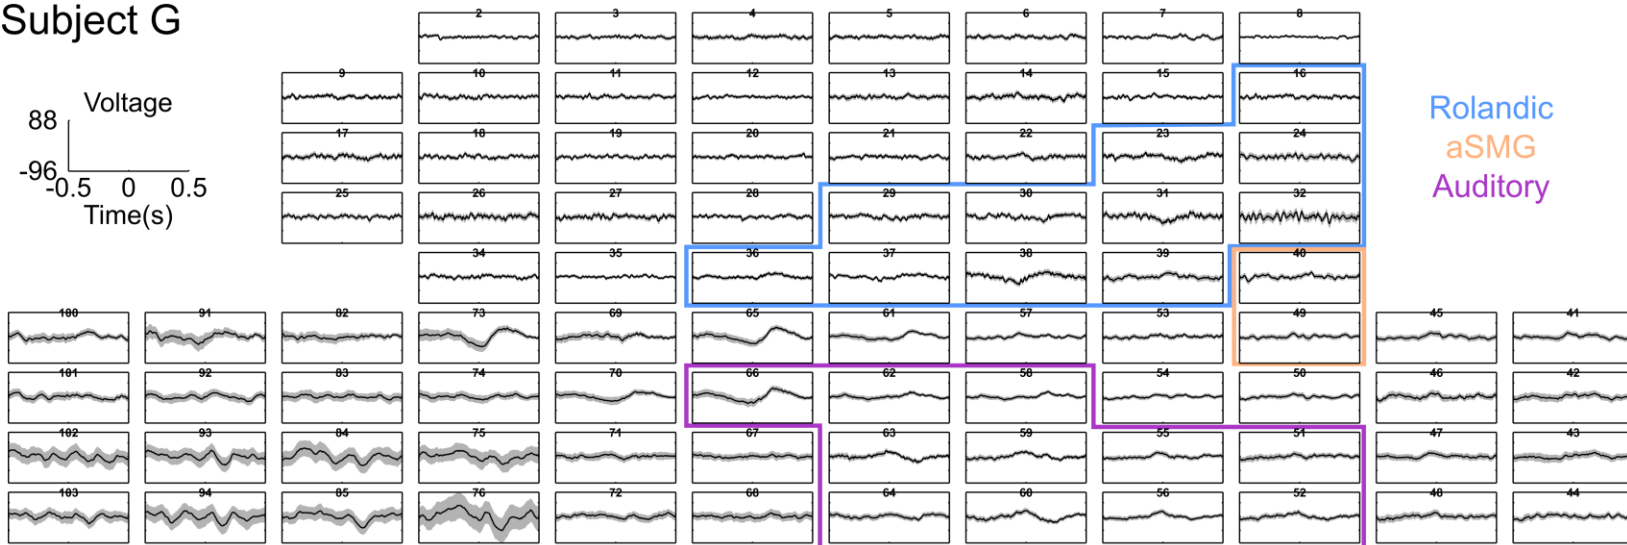 Subject G
2 3 4 5 6 7 8
9 10 11 12 13 14 15 16
Voltage
88
-96
-0.5 0 0.5
Time(s)
Rolandic
aSMG
Auditory
17 18 19 20 21 22 23 24
25 26 27 28 29 30 31 32
34 35 36 37 38 39 40
100 91 82 73 69 65 61 57 53 49 45 41
101 92 83 74 70 66 62 58 54 50 46 42
102 93 84 75 71 67 63 59 55 51 47 43
103 94 85 76 72 68 64 60 56 52 48 44